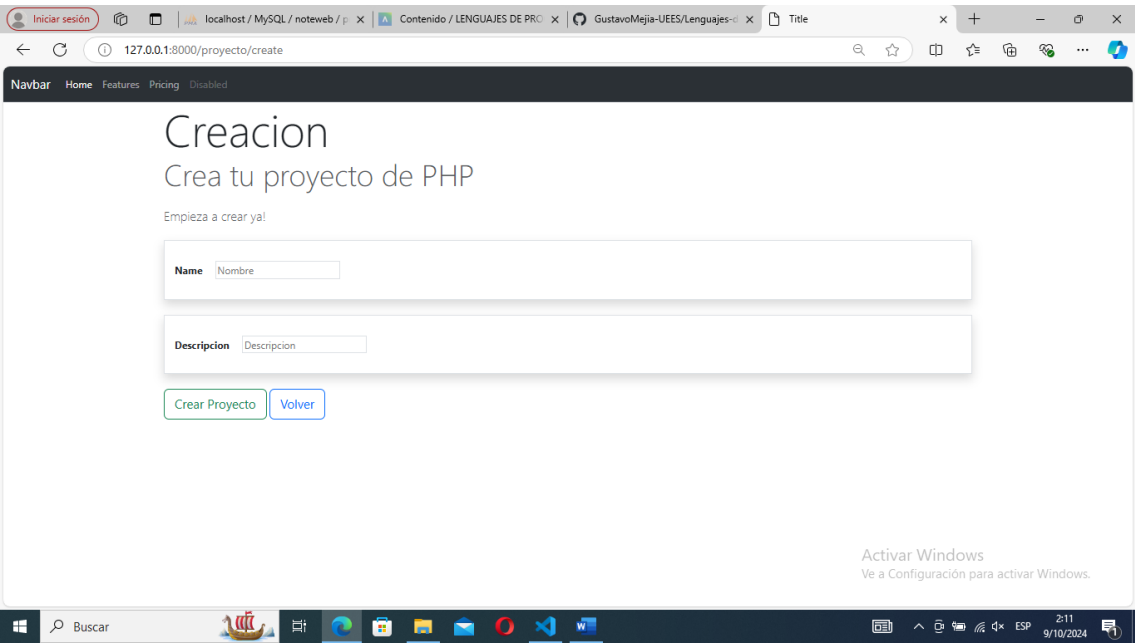 Iniciar sesión
localhost / MySQL / noteweb / p
Contenido / LENGUAJES DE PRO
GustavoMejia-UEES/Lenguajes-d
Title
127.0.0.1:8000/proyecto/create
Navbar Home Features Pricing Disabled
Creacion
Crea tu proyecto de PHP
Empieza a crear ya!
Name Nombre
Descripcion Descripcion
Crear Proyecto Volver
Activar Windows
Ve a Configuración para activar Windows.
Buscar
ESP
2:11
9/10/2024